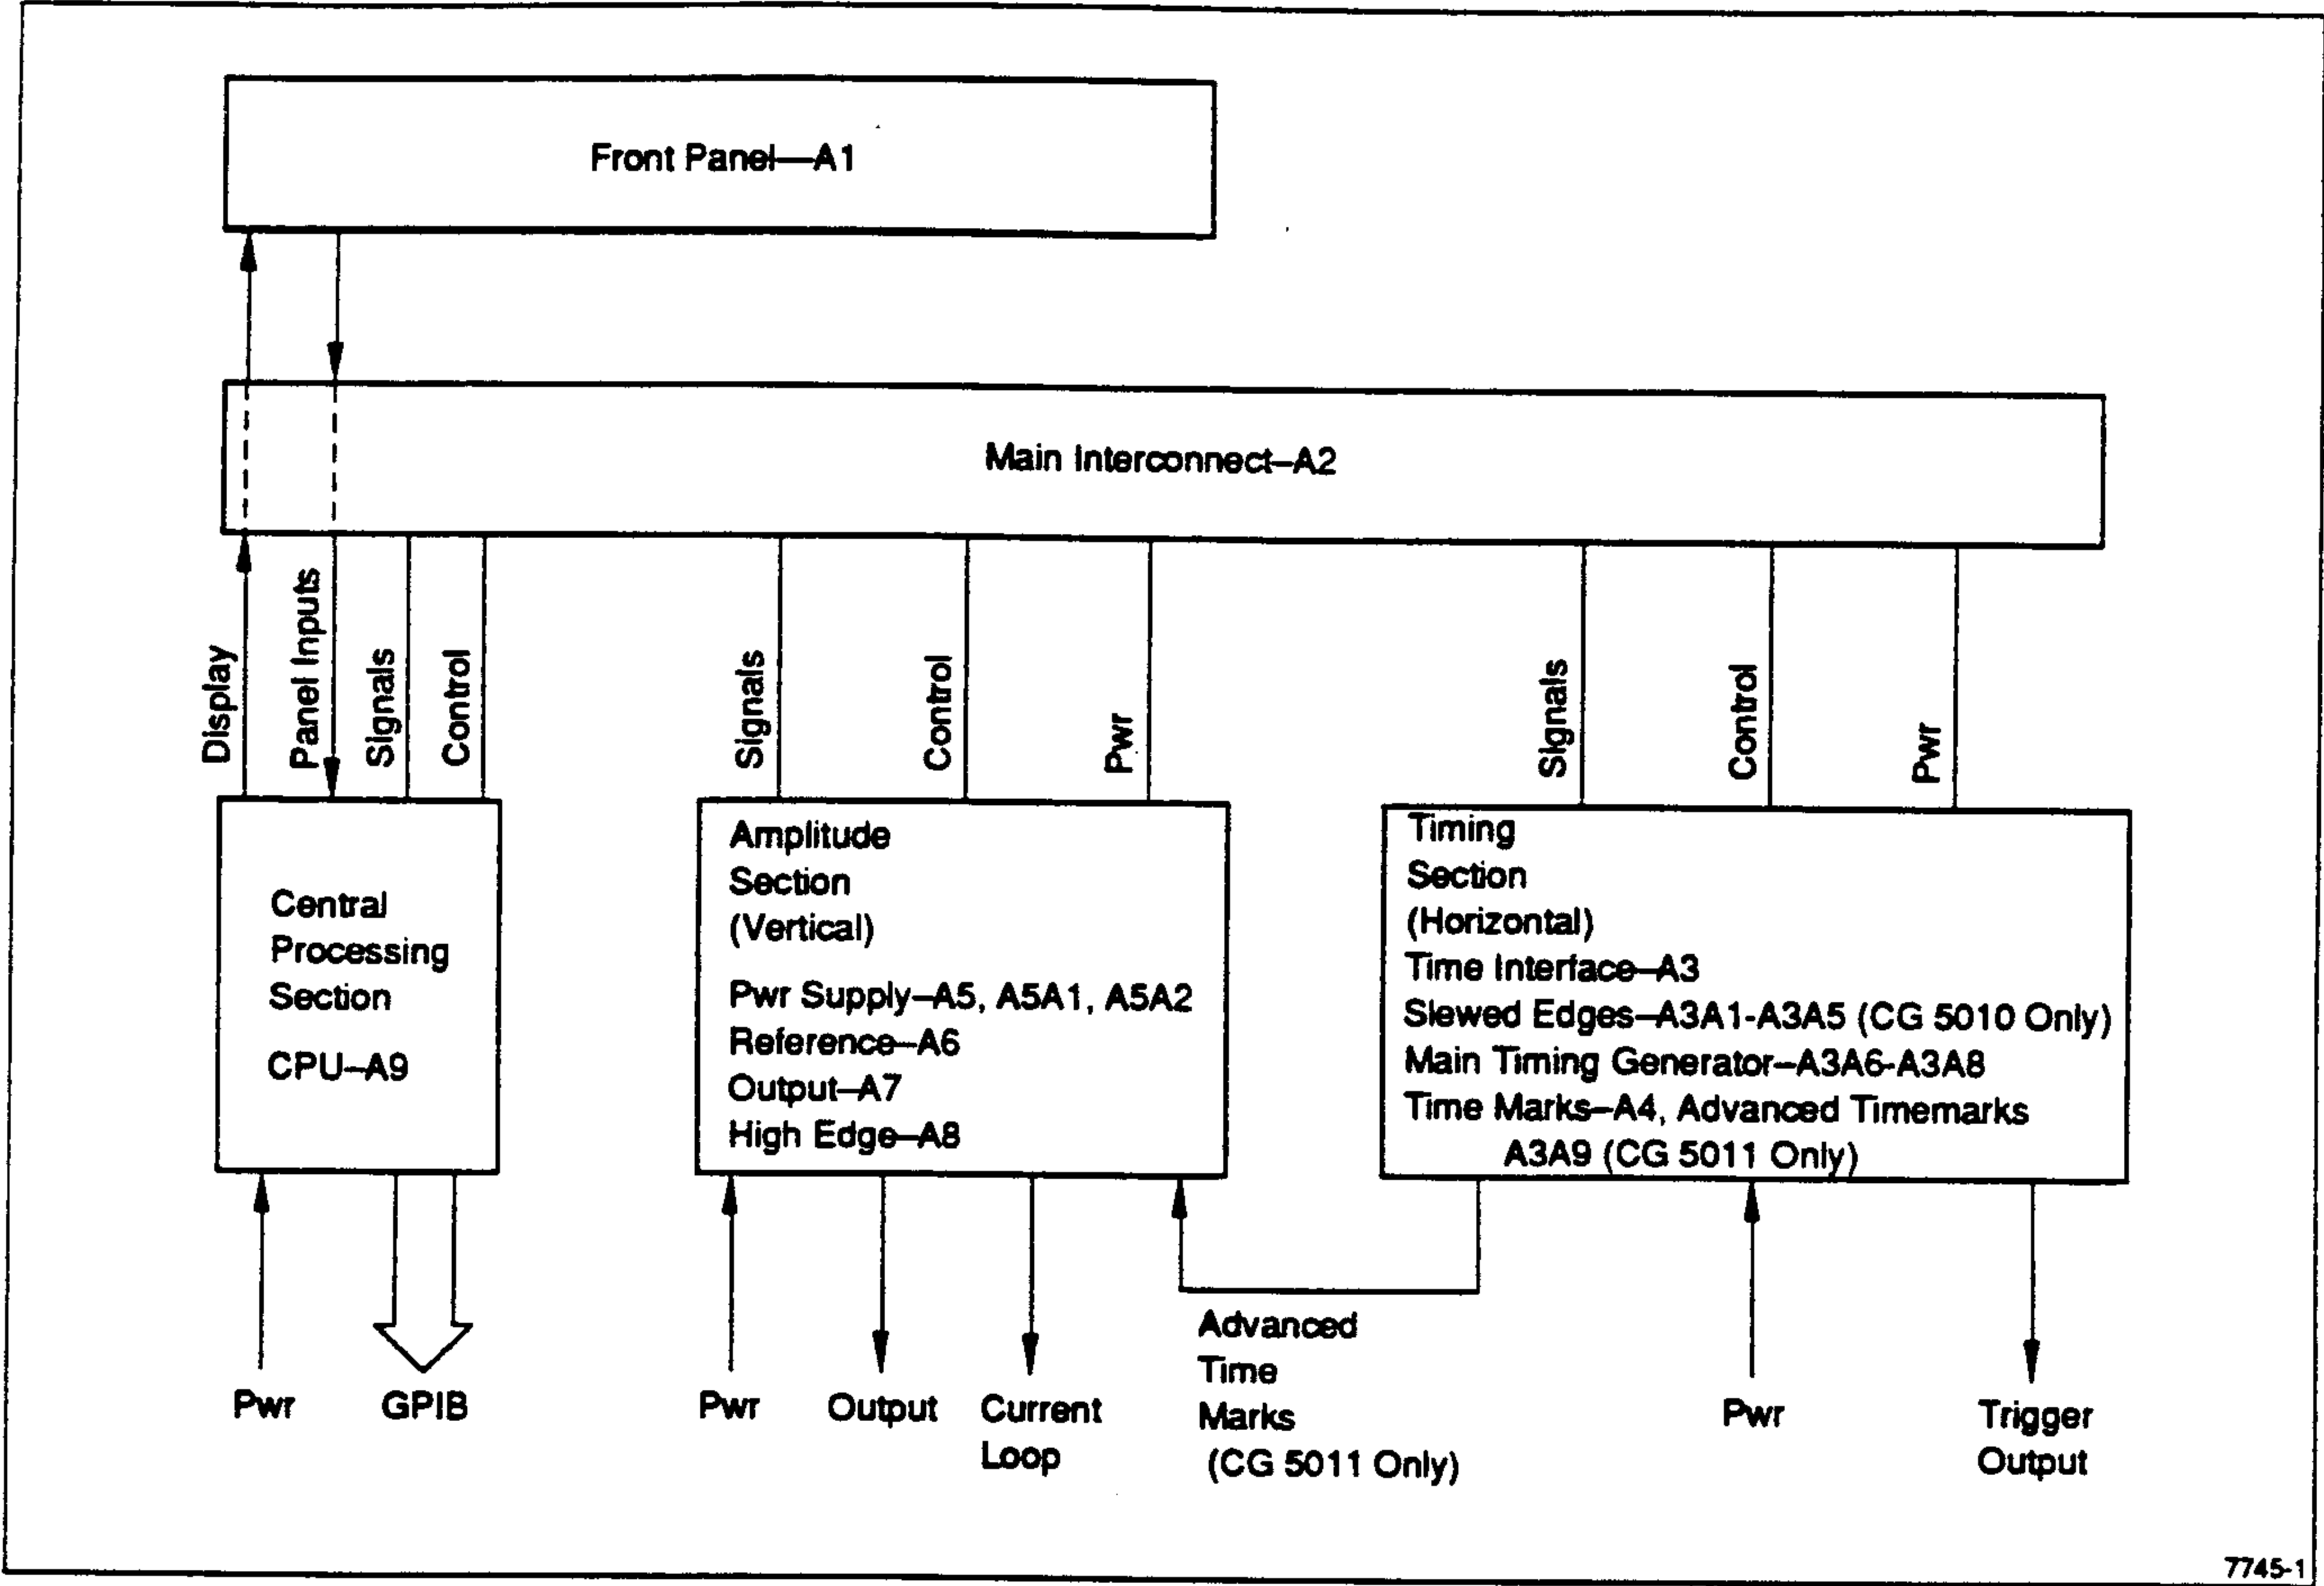 Front Panel—A1
Main Interconnect–A2
Display
Panel Inputs
Signals
Control
Signals
Control
Pwr
Signals
Control
Pwr
Central
Processing
Section
CPU–A9
Amplitude
Section
(Vertical)
Pwr Supply–A5, A5A1, A5A2
Reference–A6
Output–A7
High Edge–A8
Timing
Section
(Horizontal)
Time Interface–A3
Slewed Edges–A3A1-A3A5 (CG 5010 Only)
Main Timing Generator–A3A6-A3A8
Time Marks–A4, Advanced Timemarks
A3A9 (CG 5011 Only)
Pwr
GPIB
Pwr
Output
Current
Loop
Advanced
Time
Marks
(CG 5011 Only)
Pwr
Trigger
Output
7745-1